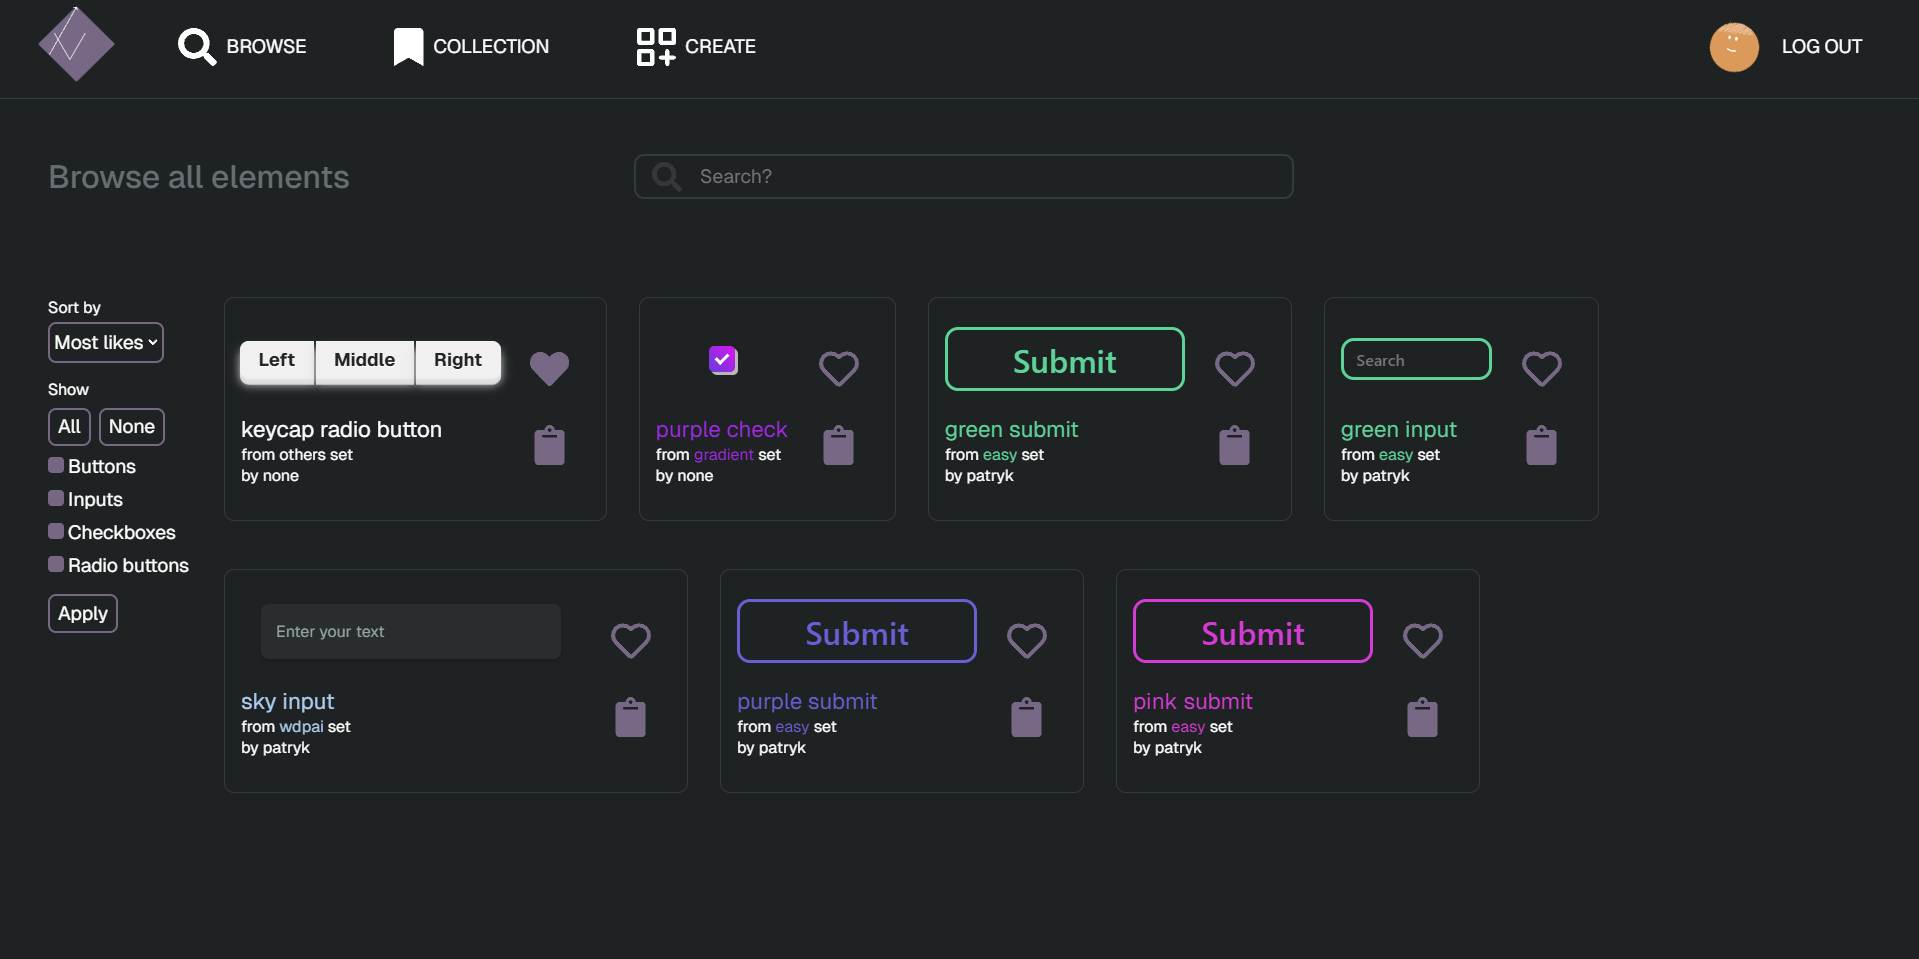 BROWSE
COLLECTION
CREATE
LOG OUT
Browse all elements
Search?
Sort by
Most likes
Show
All None
Buttons
Inputs
Checkboxes
Radio buttons
Apply
Left Middle Right
keycap radio button
from others set
by none
purple check
from gradient set
by none
Submit
green submit
from easy set
by patryk
Search
green input
from easy set
by patryk
Enter your text
sky input
from wdpai set
by patryk
Submit
purple submit
from easy set
by patryk
Submit
pink submit
from easy set
by patryk